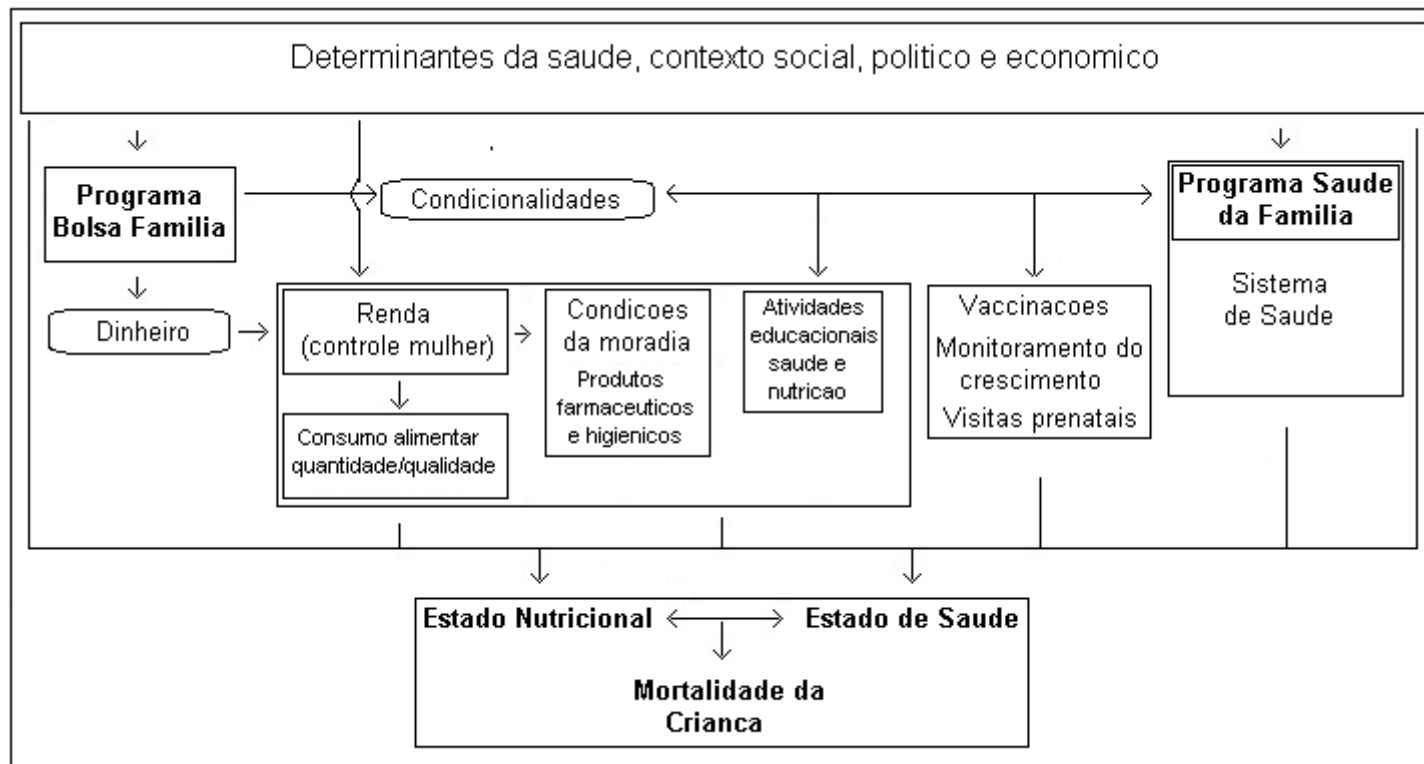 Determinantes da saude, contexto social, politico e economico
Programa
Bolsa Familia
Condicionalidades
Programa Saude
da Familia
Dinheiro
Renda
(controle mulher)
Condicoes
da moradia
Produtos
farmaceuticos
e higienicos
Atividades
educacionais
saude e
nutricao
Vaccinacoes
Monitoramento do
crescimento
Visitas prenatais
Sistema
de Saude
Consumo alimentar
quantidade/qualidade
Estado Nutricional
Estado de Saude
Mortalidade da
Crianca